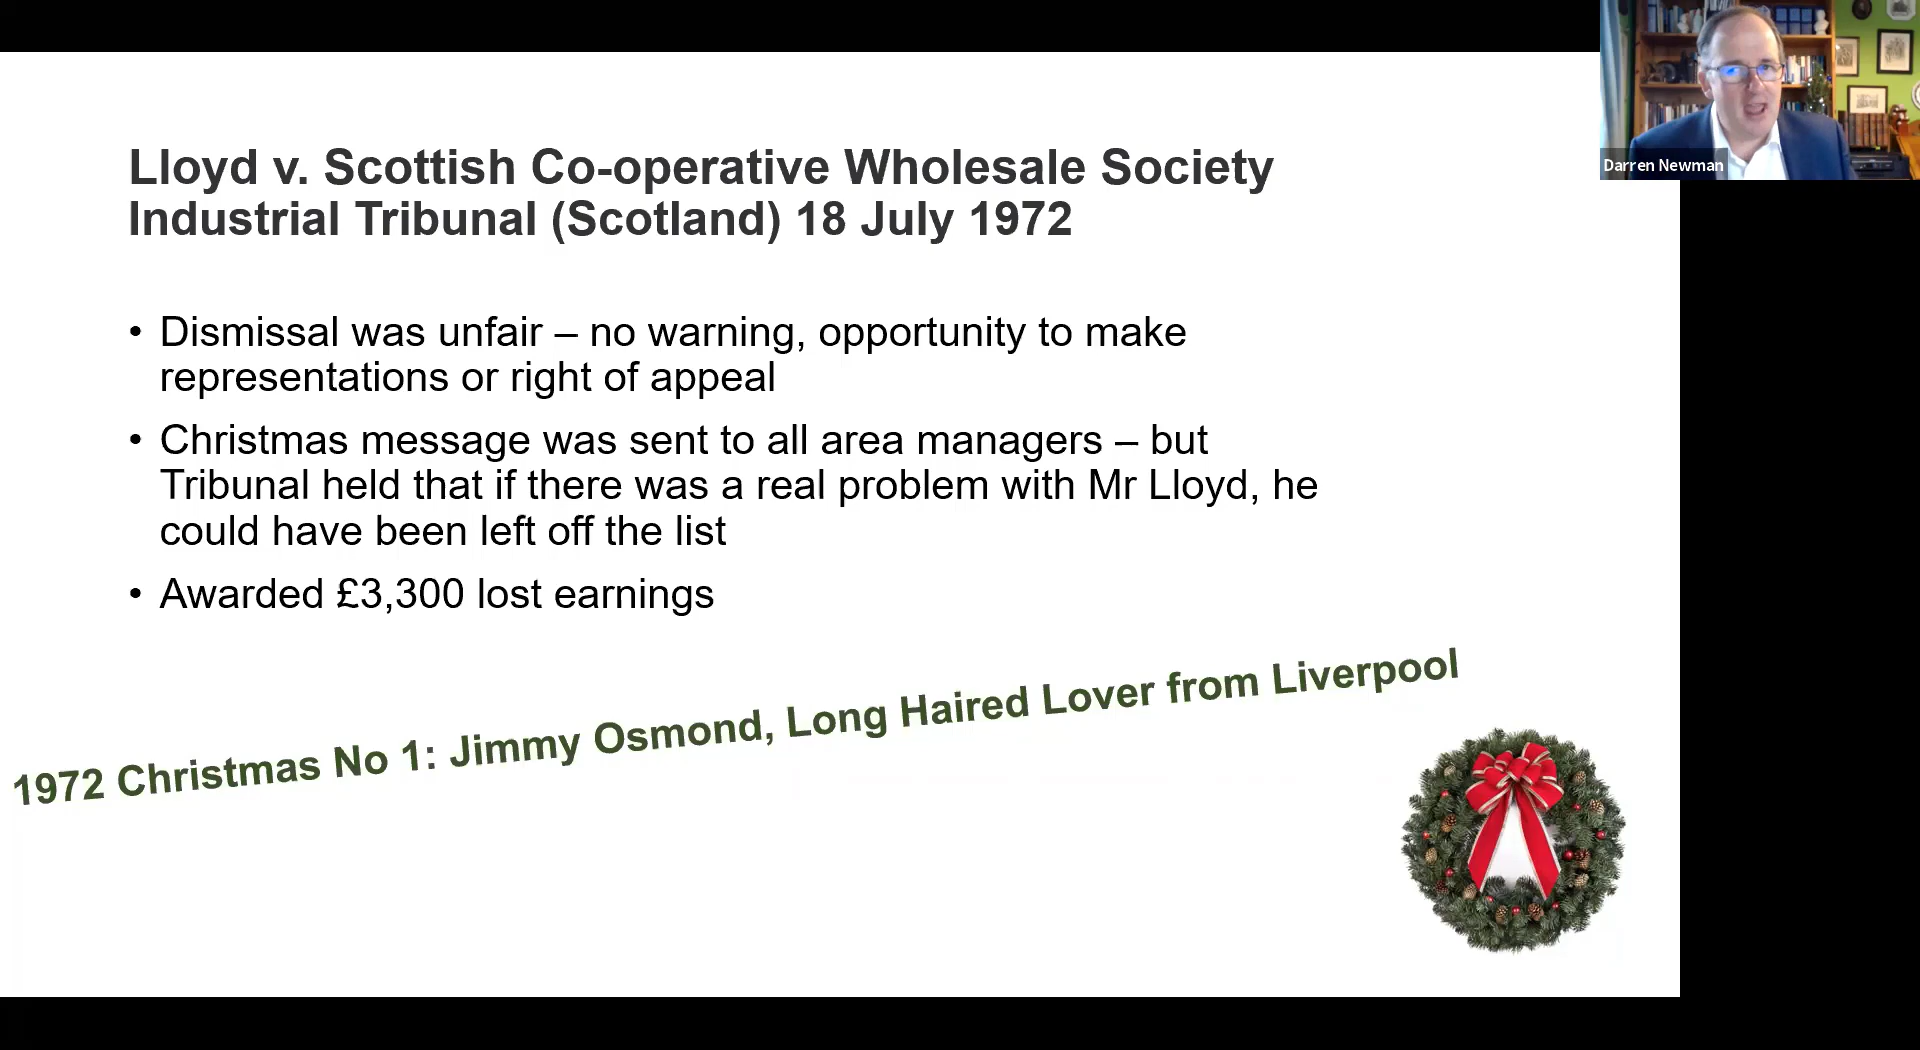 Lloyd v. Scottish Co-operative Wholesale Society
Industrial Tribunal (Scotland) 18 July 1972
• Dismissal was unfair – no warning, opportunity to make
representations or right of appeal
• Christmas message was sent to all area managers – but
Tribunal held that if there was a real problem with Mr Lloyd, he
could have been left off the list
• Awarded £3,300 lost earnings
1972 Christmas No 1: Jimmy Osmond, Long Haired Lover from Liverpool
Darren Newman